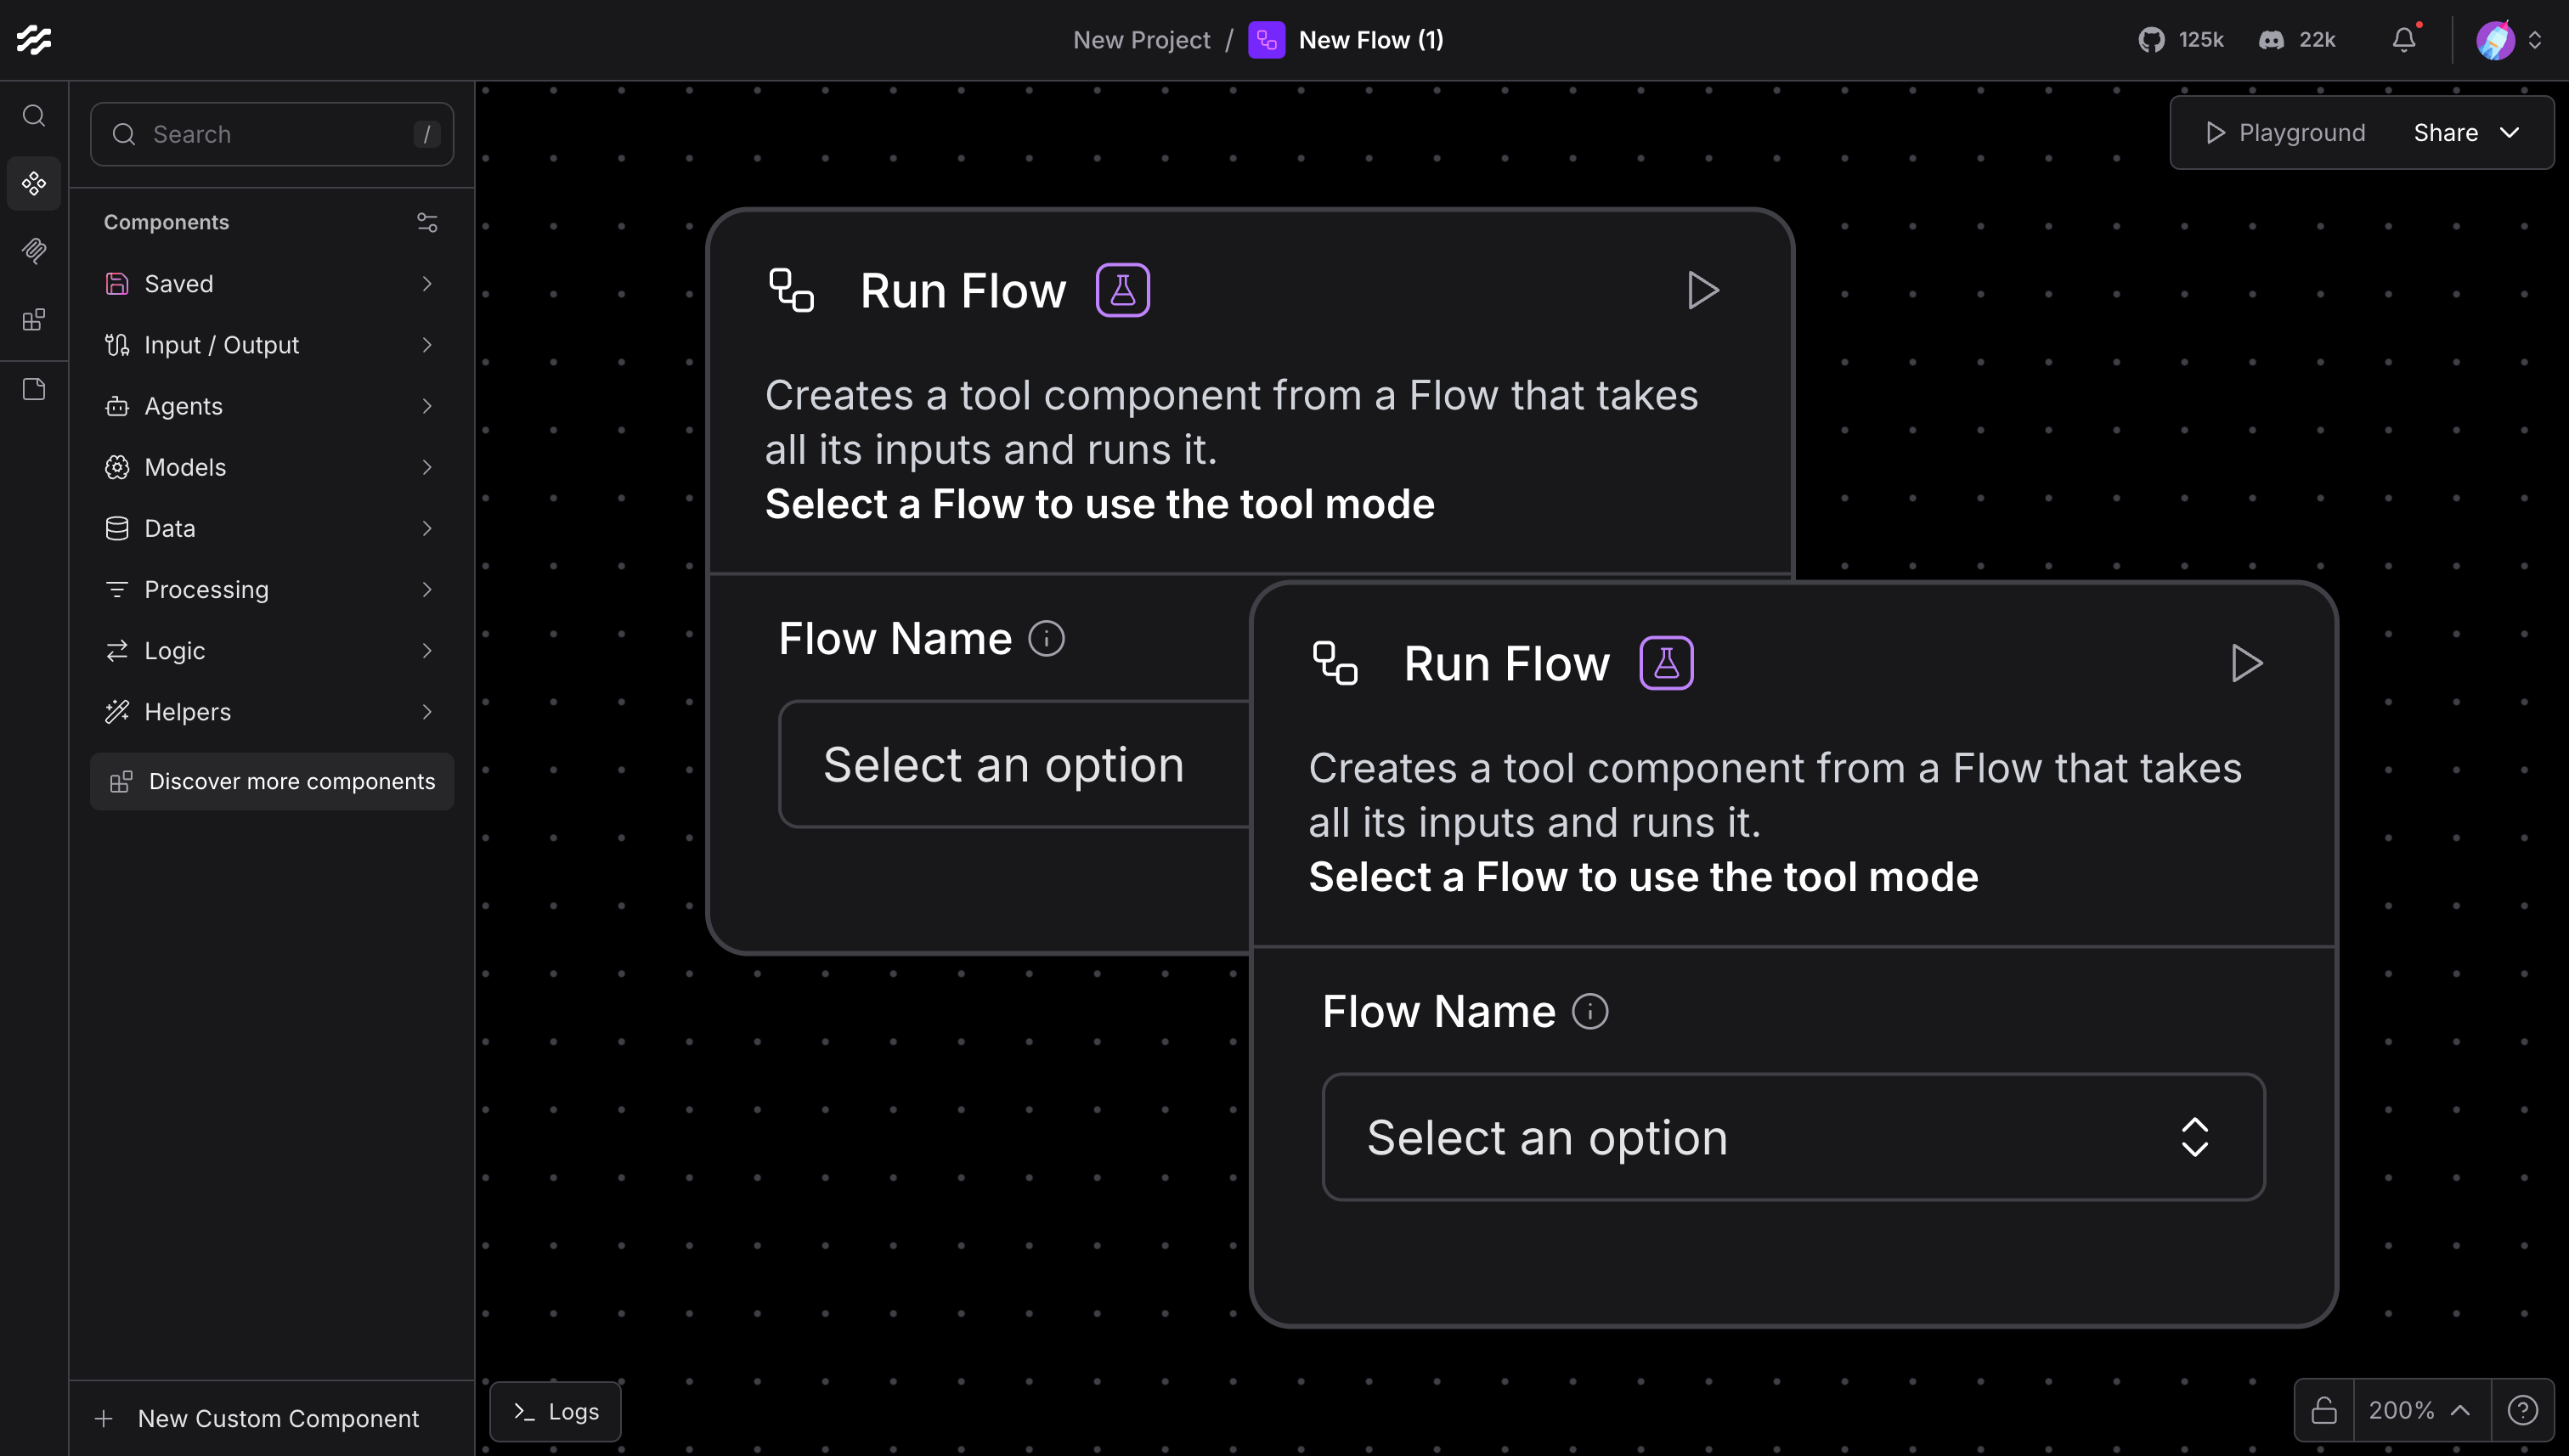 New Project / New Flow (1)
125k
22k
Search /
Playground
Share
Components
Saved
Input / Output
Agents
Models
Data
Processing
Logic
Helpers
Discover more components
New Custom Component
Run Flow
Creates a tool component from a Flow that takes
all its inputs and runs it.
Select a Flow to use the tool mode
Flow Name
Select an option
Run Flow
Creates a tool component from a Flow that takes
all its inputs and runs it.
Select a Flow to use the tool mode
Flow Name
Select an option
Logs
200%